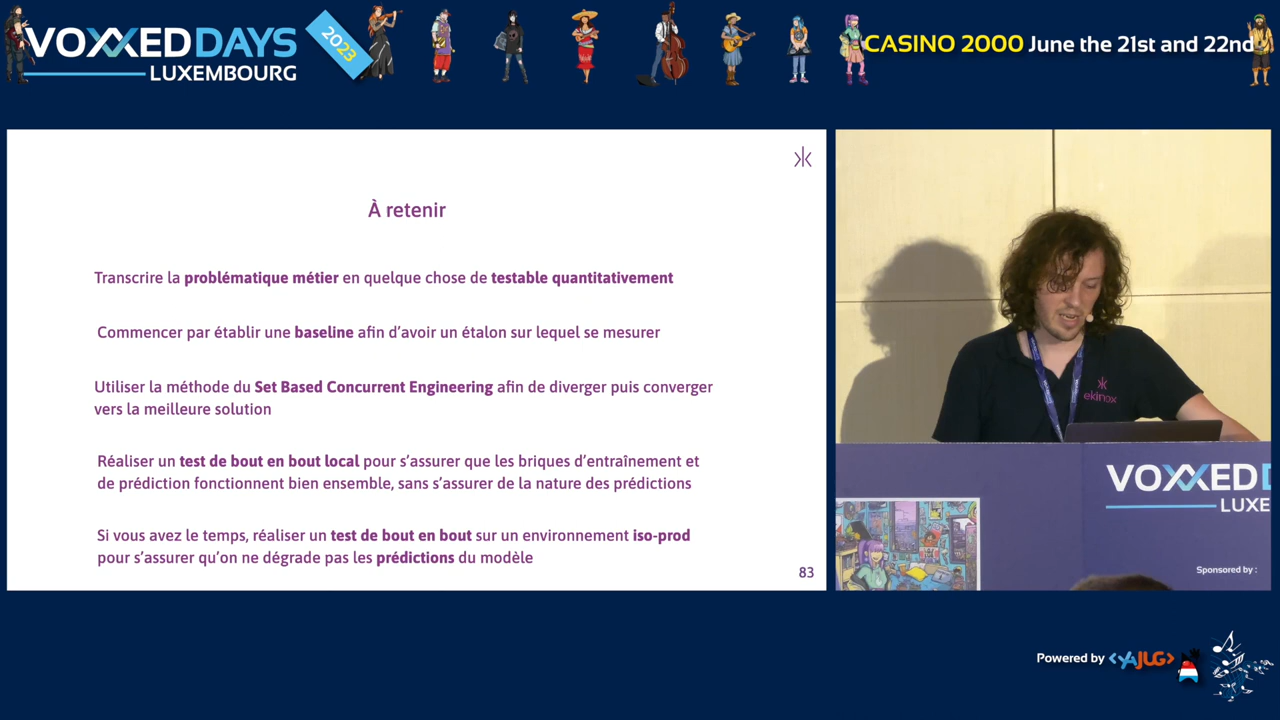 VOXXED DAYS
LUXEMBOURG
2023
CASINO 2000 June the 21st and 22nd
À retenir
Transcrire la problématique métier en quelque chose de testable quantitativement
Commencer par établir une baseline afin d’avoir un étalon sur lequel se mesurer
Utiliser la méthode du Set Based Concurrent Engineering afin de diverger puis converger
vers la meilleure solution
Réaliser un test de bout en bout local pour s’assurer que les briques d’entraînement et
de prédiction fonctionnent bien ensemble, sans s’assurer de la nature des prédictions
Si vous avez le temps, réaliser un test de bout en bout sur un environnement iso-prod
pour s’assurer qu’on ne dégrade pas les prédictions du modèle
83
ekinox
VOXXED D
LUXE
Sponsored by :
Powered by <YAJUG>